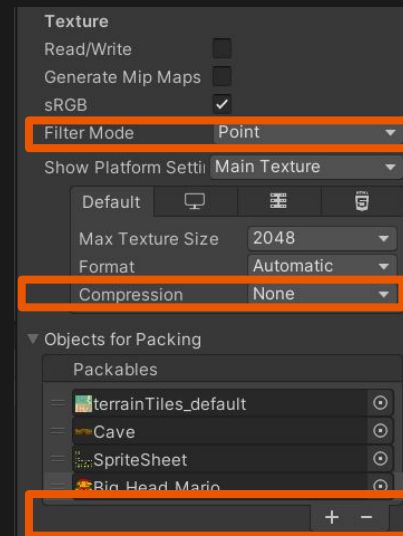 Texture
Read/Write
Generate Mip Maps
sRGB
Filter Mode Point
Show Platform Setti Main Texture
Default
Max Texture Size 2048
Format Automatic
Compression None
Objects for Packing
Packables
terrainTiles_default
Cave
SpriteSheet
Big_Head_Mario
+ −